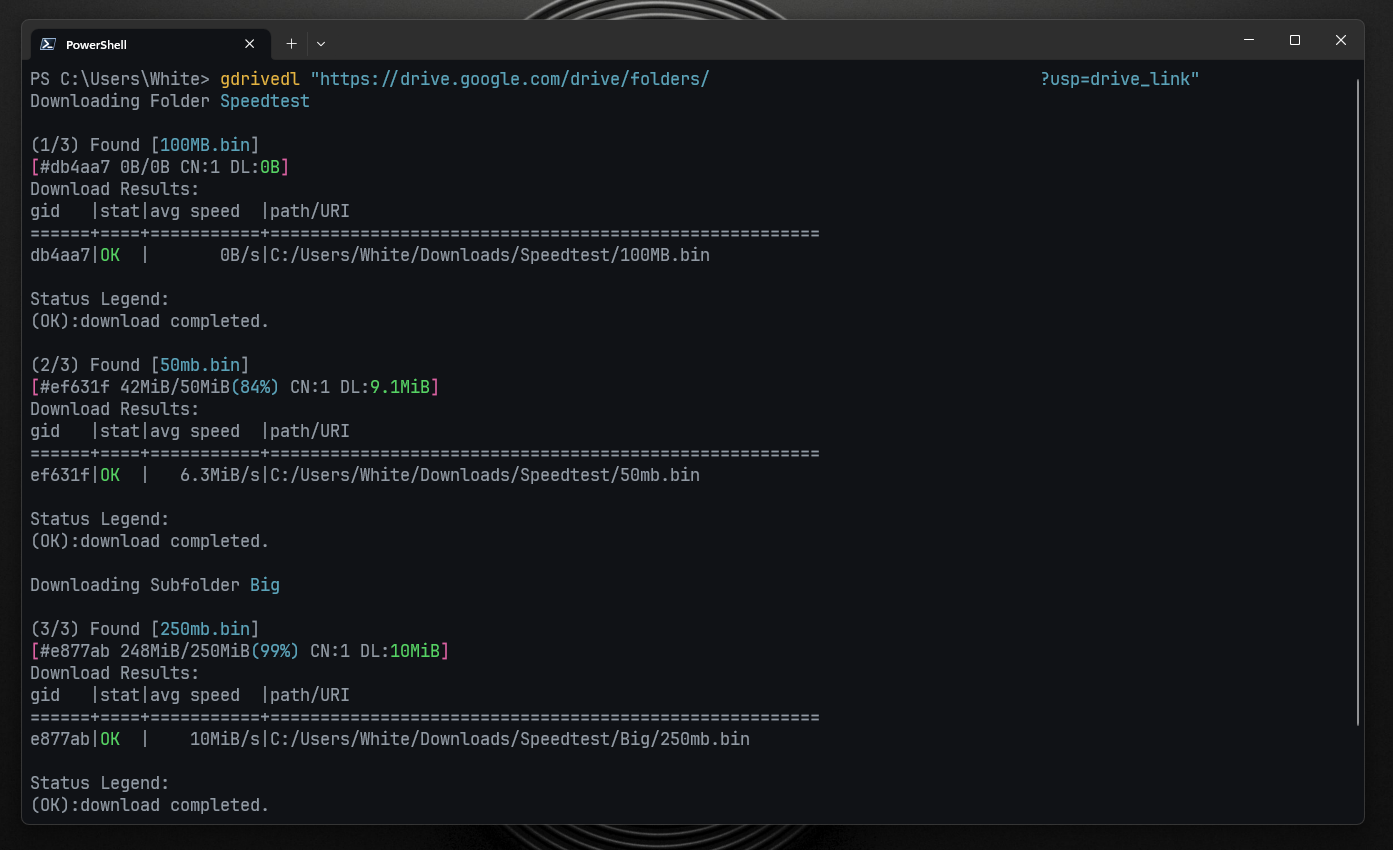 PowerShell
PS C:\Users\White> gdrivedl "https://drive.google.com/drive/folders/                                 ?usp=drive_link"
Downloading Folder Speedtest
(1/3) Found [100MB.bin]
[#db4aa7 0B/0B CN:1 DL:0B]
Download Results:
gid   |stat|avg speed  |path/URI
======+====+===========+=======================================================
db4aa7|OK  |       0B/s|C:/Users/White/Downloads/Speedtest/100MB.bin
Status Legend:
(OK):download completed.
(2/3) Found [50mb.bin]
[#ef631f 42MiB/50MiB(84%) CN:1 DL:9.1MiB]
Download Results:
gid   |stat|avg speed  |path/URI
======+====+===========+=======================================================
ef631f|OK  |   6.3MiB/s|C:/Users/White/Downloads/Speedtest/50mb.bin
Status Legend:
(OK):download completed.
Downloading Subfolder Big
(3/3) Found [250mb.bin]
[#e877ab 248MiB/250MiB(99%) CN:1 DL:10MiB]
Download Results:
gid   |stat|avg speed  |path/URI
======+====+===========+=======================================================
e877ab|OK  |    10MiB/s|C:/Users/White/Downloads/Speedtest/Big/250mb.bin
Status Legend:
(OK):download completed.